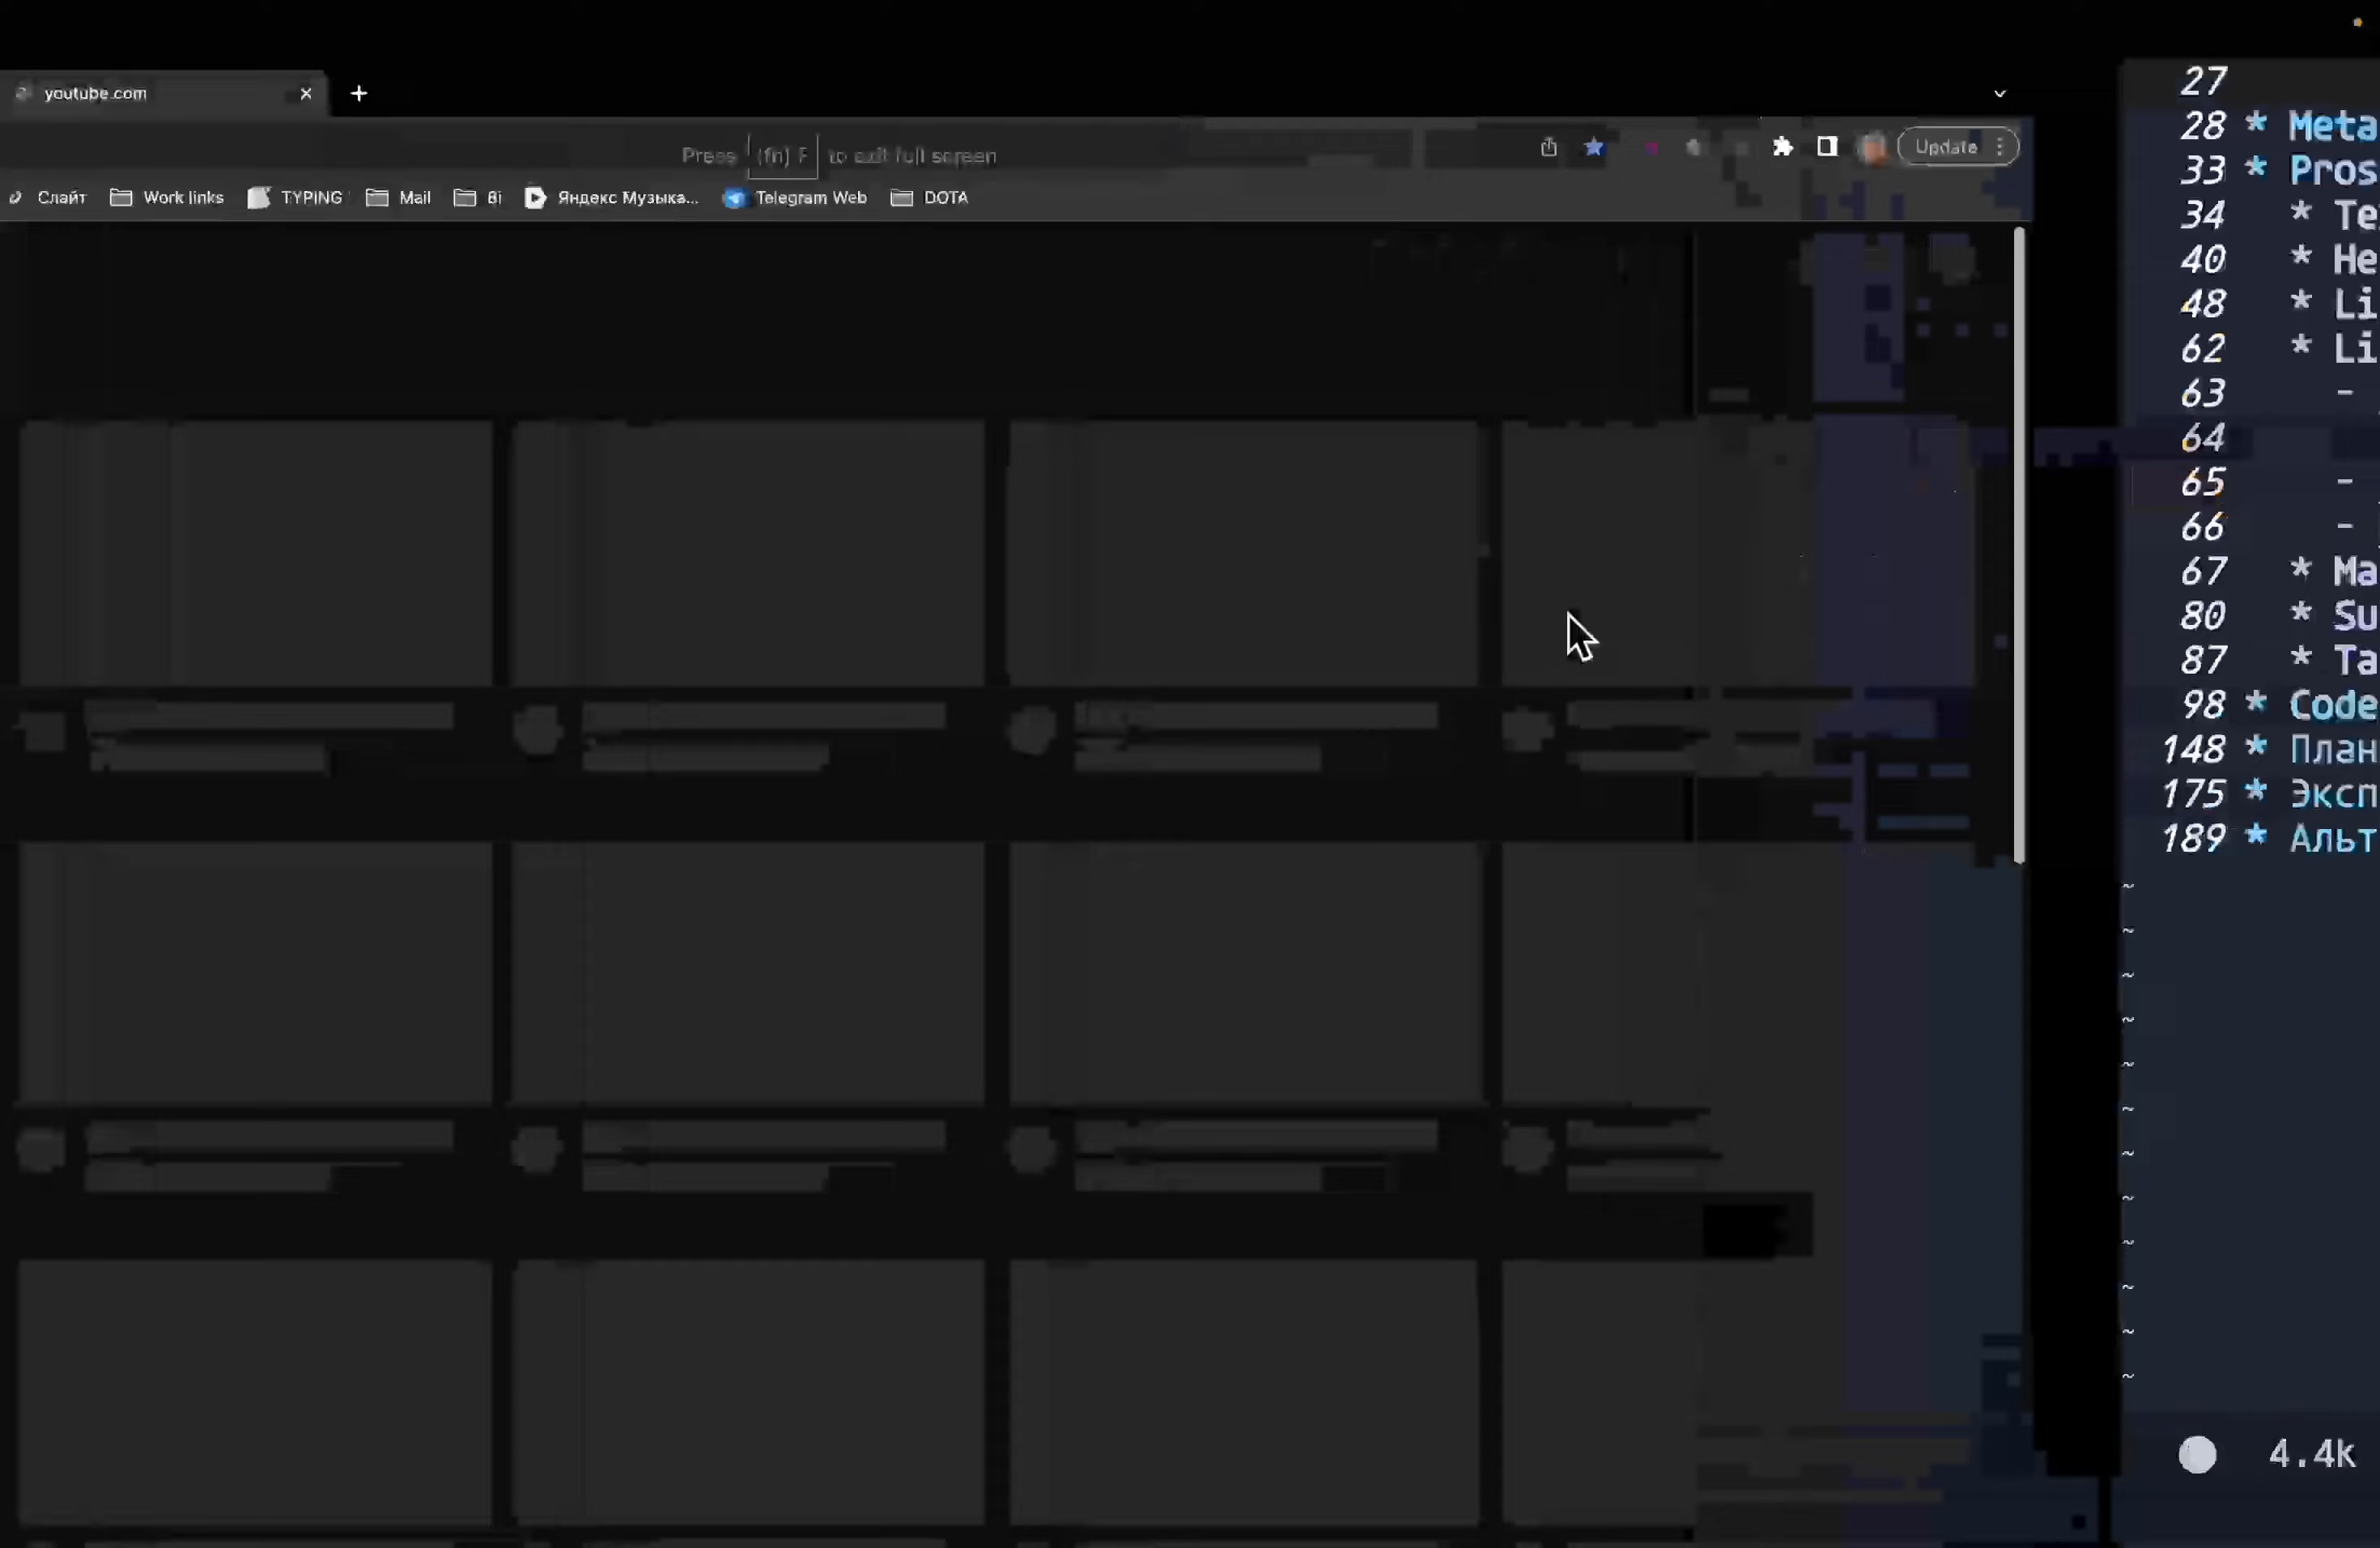 youtube.com
Press (fn) F to exit full screen
Update
Слайт Work links TYPING Mail Bi Яндекс Музыка... Telegram Web DOTA
27
28 * Meta
33 * Pros
34 * Te
40 * He
48 * Li
62 * Li
63 -
64
65 -
66 -
67 * Ma
80 * Su
87 * Ta
98 * Code
148 * План
175 * Эксп
189 * Альт
~
~
~
~
~
~
~
~
~
~
~
~
4.4k